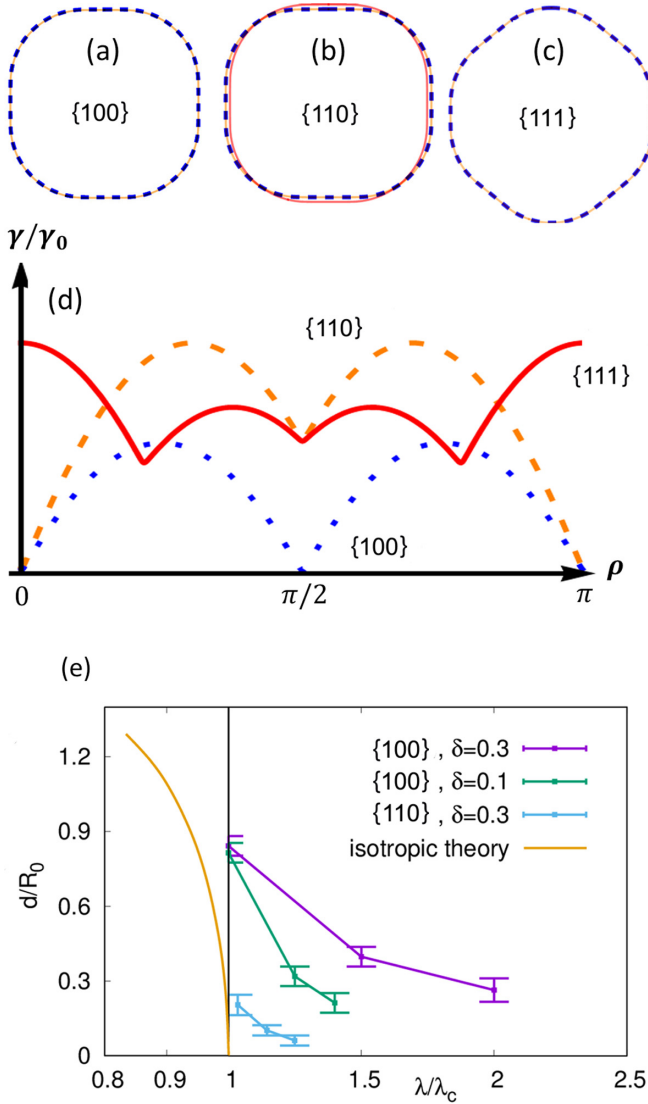 (a) (b) (c)
{100} {110} {111}
γ/γ₀
(d)
{110}
{111}
{100}
ρ
0 π/2 π
(e)
1.2
0.9
0.6
0.3
0
d/R₀
{100} , δ=0.3
{100} , δ=0.1
{110} , δ=0.3
isotropic theory
0.8 0.9 1 1.5 2 2.5
λ/λc